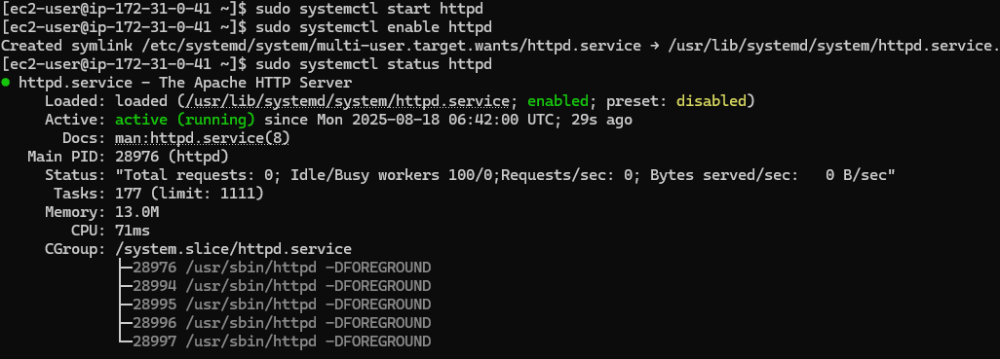 [ec2-user@ip-172-31-0-41 ~]$ sudo systemctl start httpd
[ec2-user@ip-172-31-0-41 ~]$ sudo systemctl enable httpd
Created symlink /etc/systemd/system/multi-user.target.wants/httpd.service → /usr/lib/systemd/system/httpd.service.
[ec2-user@ip-172-31-0-41 ~]$ sudo systemctl status httpd
● httpd.service - The Apache HTTP Server
Loaded: loaded (/usr/lib/systemd/system/httpd.service; enabled; preset: disabled)
Active: active (running) since Mon 2025-08-18 06:42:00 UTC; 29s ago
Docs: man:httpd.service(8)
Main PID: 28976 (httpd)
Status: "Total requests: 0; Idle/Busy workers 100/0;Requests/sec: 0; Bytes served/sec:   0 B/sec"
Tasks: 177 (limit: 1111)
Memory: 13.0M
CPU: 71ms
CGroup: /system.slice/httpd.service
├─28976 /usr/sbin/httpd -DFOREGROUND
├─28994 /usr/sbin/httpd -DFOREGROUND
├─28995 /usr/sbin/httpd -DFOREGROUND
├─28996 /usr/sbin/httpd -DFOREGROUND
└─28997 /usr/sbin/httpd -DFOREGROUND